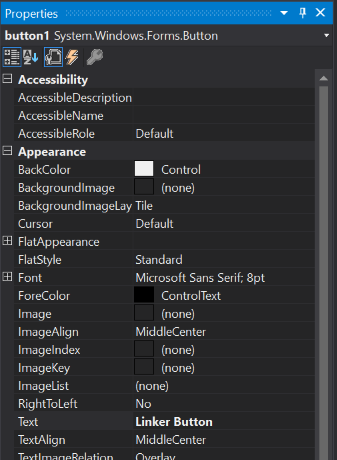 Properties
button1 System.Windows.Forms.Button
Accessibility
AccessibleDescription
AccessibleName
AccessibleRole Default
Appearance
BackColor Control
BackgroundImage (none)
BackgroundImageLay Tile
Cursor Default
FlatAppearance
FlatStyle Standard
Font Microsoft Sans Serif; 8pt
ForeColor ControlText
Image (none)
ImageAlign MiddleCenter
ImageIndex (none)
ImageKey (none)
ImageList (none)
RightToLeft No
Text Linker Button
TextAlign MiddleCenter
TextImageRelation Overlay